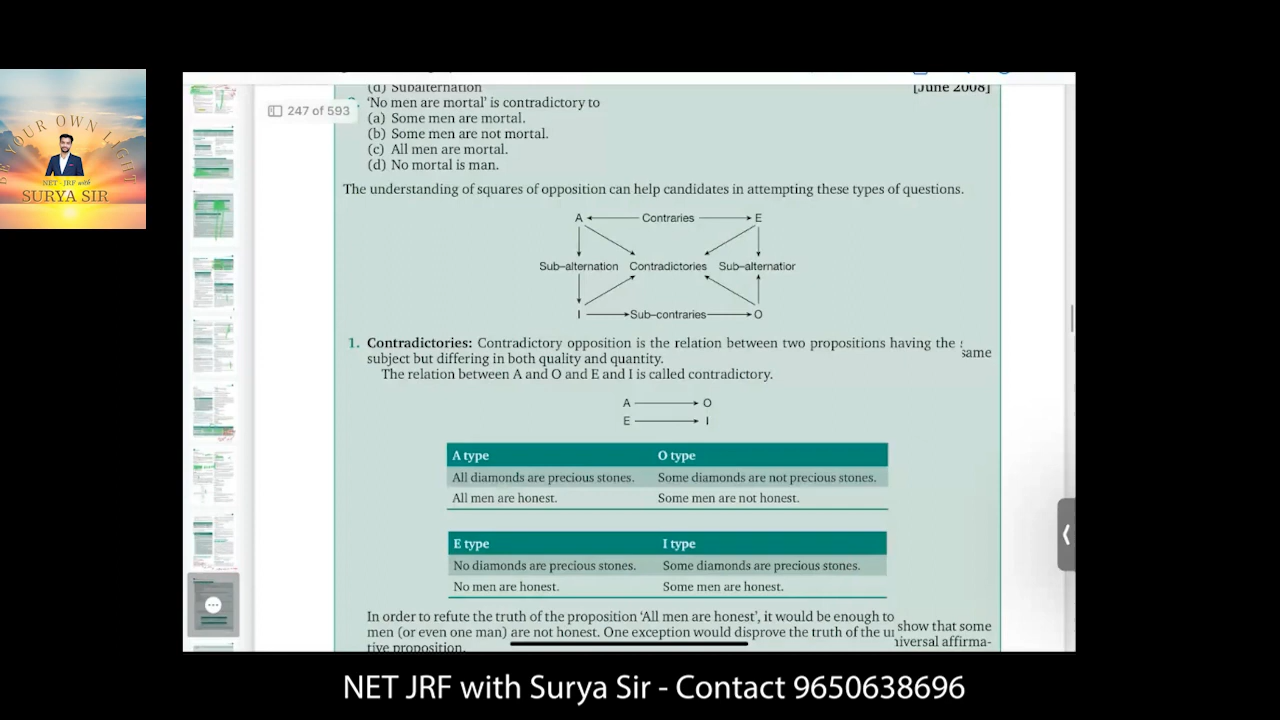 (d) Subalternation [June 2008]
247 of 593
'No men are mortal' is contradictory to
(a) Some men are mortal.
(b) Some men are not mortal.
(c) All men are mortal.
(d) No mortal is man.
The understanding of squares of opposition can help candidates in attempting these types of questions.
A Contraries E
Sub–alternation Contradictories Sub–alternatior
I Sub–contraries O
1. Contradictories: Contradictory opposition is the relation between two propositions having the same
subject but differing in both quality and quantity.
The relation between A and O and E and I is called contradictory.
A O
E I
A type O type
All diamonds are precious stones. Some diamonds are not precious stones.
All men are honest. Some men are not honest.
E type I type
No diamonds are precious stones. Some diamonds are precious stones.
No men are honest. Some men are honest.
In order to refute the truth of the proposition 'All men are honest', it would be enough to show that some
men (or even one man) are not honest. One exception would disprove the truth of the universal affirma-
tive proposition.
YOUR OWN LIGHT
NET - JRF with
SURYA SIR
NET JRF with Surya Sir - Contact 9650638696